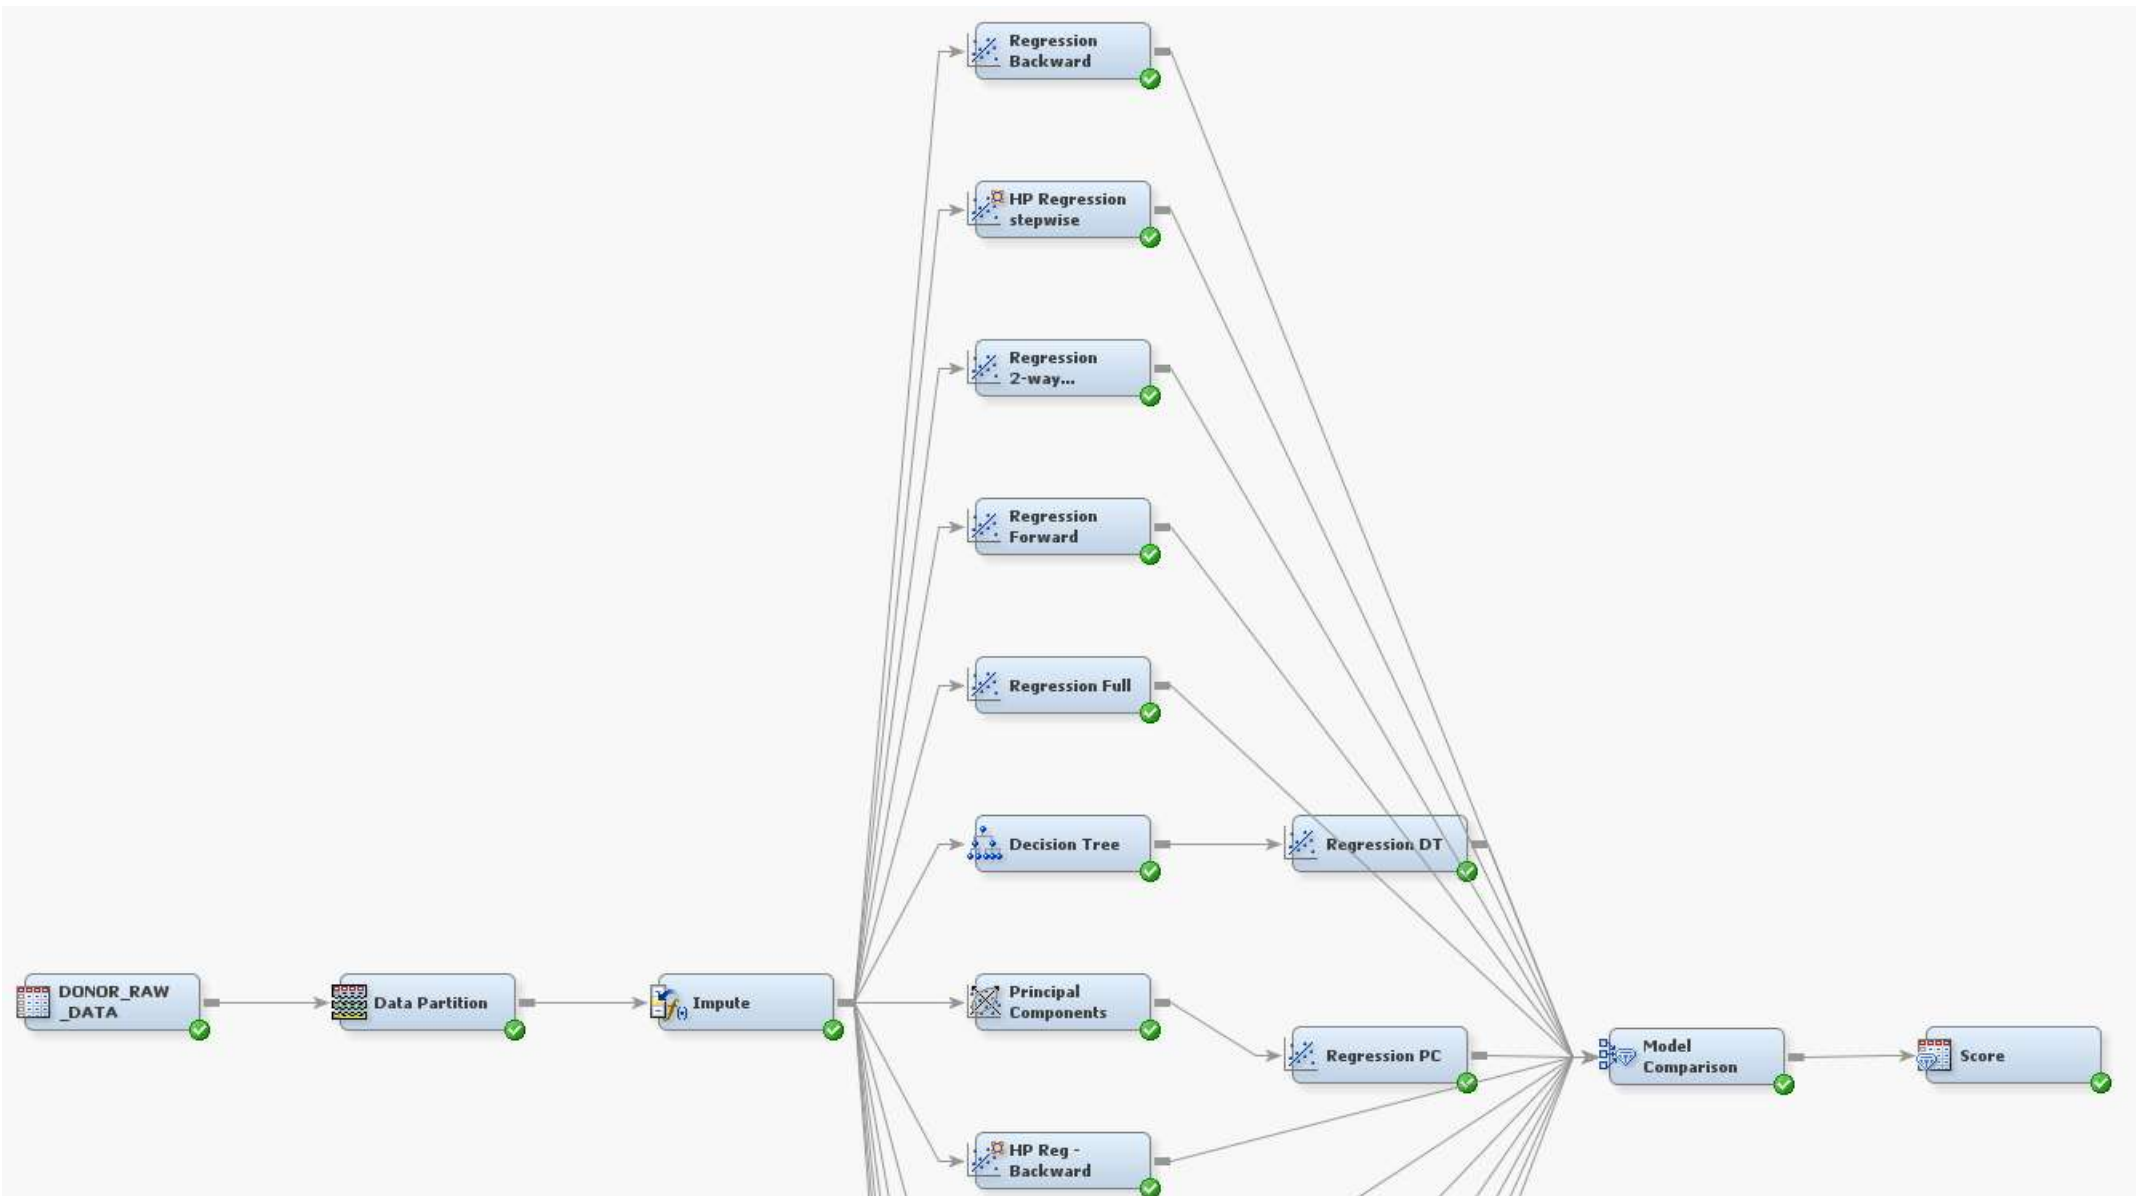 Regression
Backward
HP Regression
stepwise
Regression
2-way...
Regression
Forward
Regression Full
Decision Tree
Regression DT
DONOR_RAW
_DATA
Data Partition
Impute
Principal
Components
Regression PC
Model
Comparison
Score
HP Reg -
Backward